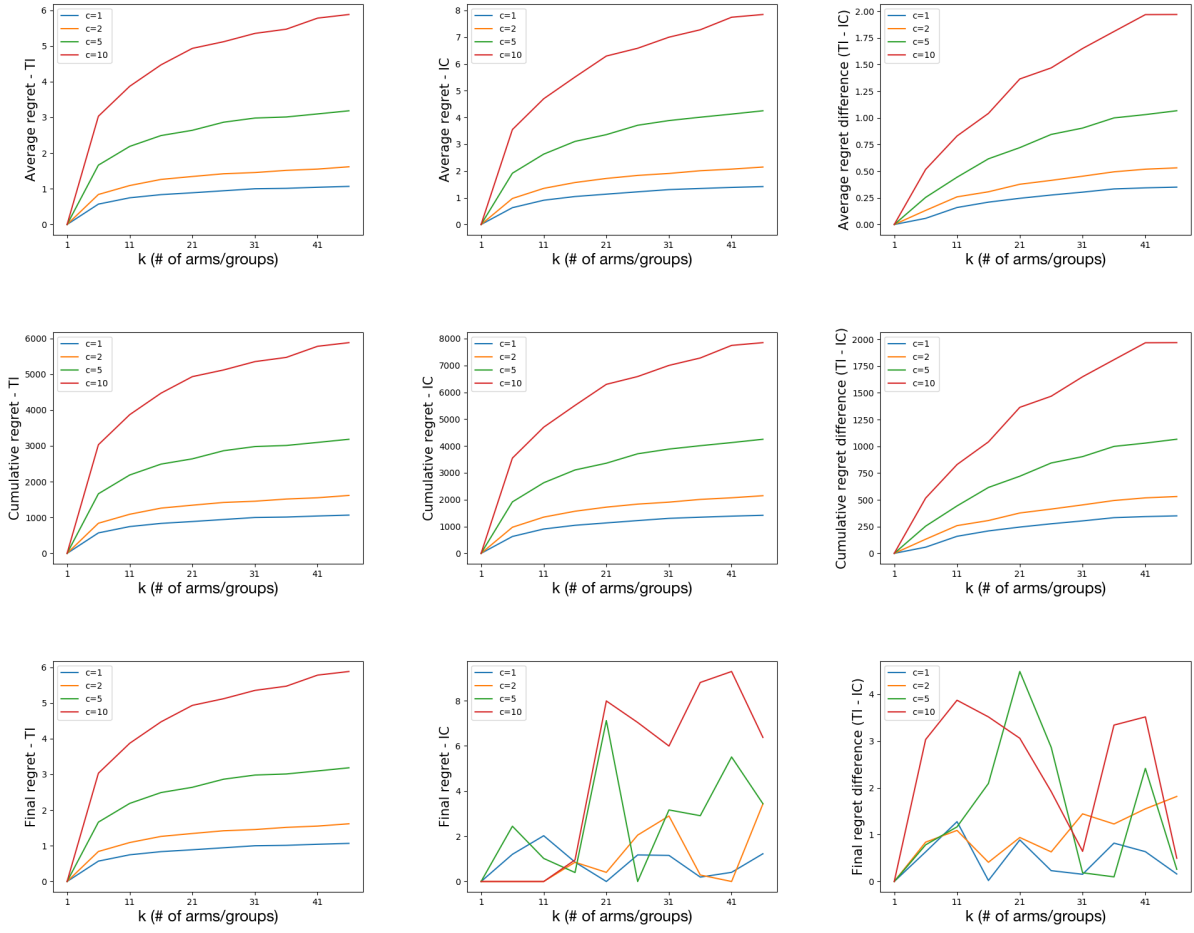 Average regret - TI
6
5
4
3
2
1
0
c=1
c=2
c=5
c=10
1
11
21
31
41
k (# of arms/groups)
Average regret - IC
8
7
6
5
4
3
2
1
0
c=1
c=2
c=5
c=10
1
11
21
31
41
k (# of arms/groups)
Average regret difference (TI - IC)
2.00
1.75
1.50
1.25
1.00
0.75
0.50
0.25
0.00
c=1
c=2
c=5
c=10
1
11
21
31
41
k (# of arms/groups)
Cumulative regret - TI
6000
5000
4000
3000
2000
1000
0
c=1
c=2
c=5
c=10
1
11
21
31
41
k (# of arms/groups)
Cumulative regret - IC
8000
7000
6000
5000
4000
3000
2000
1000
0
c=1
c=2
c=5
c=10
1
11
21
31
41
k (# of arms/groups)
Cumulative regret difference (TI - IC)
2000
1750
1500
1250
1000
750
500
250
0
c=1
c=2
c=5
c=10
1
11
21
31
41
k (# of arms/groups)
Final regret - TI
6
5
4
3
2
1
0
c=1
c=2
c=5
c=10
1
11
21
31
41
k (# of arms/groups)
Final regret - IC
8
6
4
2
0
c=1
c=2
c=5
c=10
1
11
21
31
41
k (# of arms/groups)
Final regret difference (TI - IC)
4
3
2
1
0
c=1
c=2
c=5
c=10
1
11
21
31
41
k (# of arms/groups)